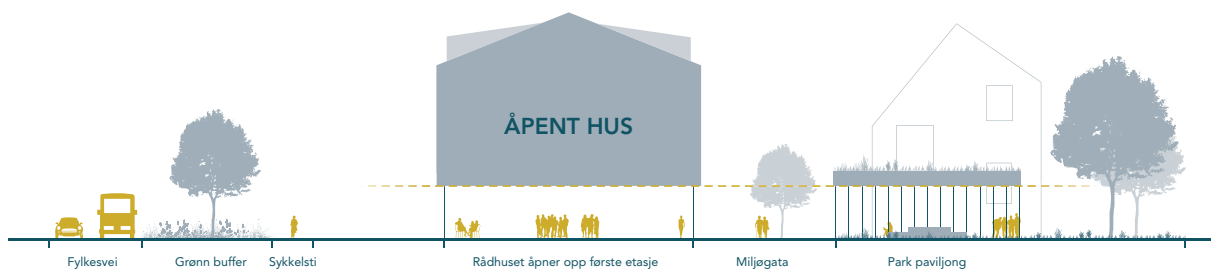 ÅPENT HUS
Fylkesvei
Grønn buffer
Sykkelsti
Rådhuset åpner opp første etasje
Miljøgata
Park paviljong